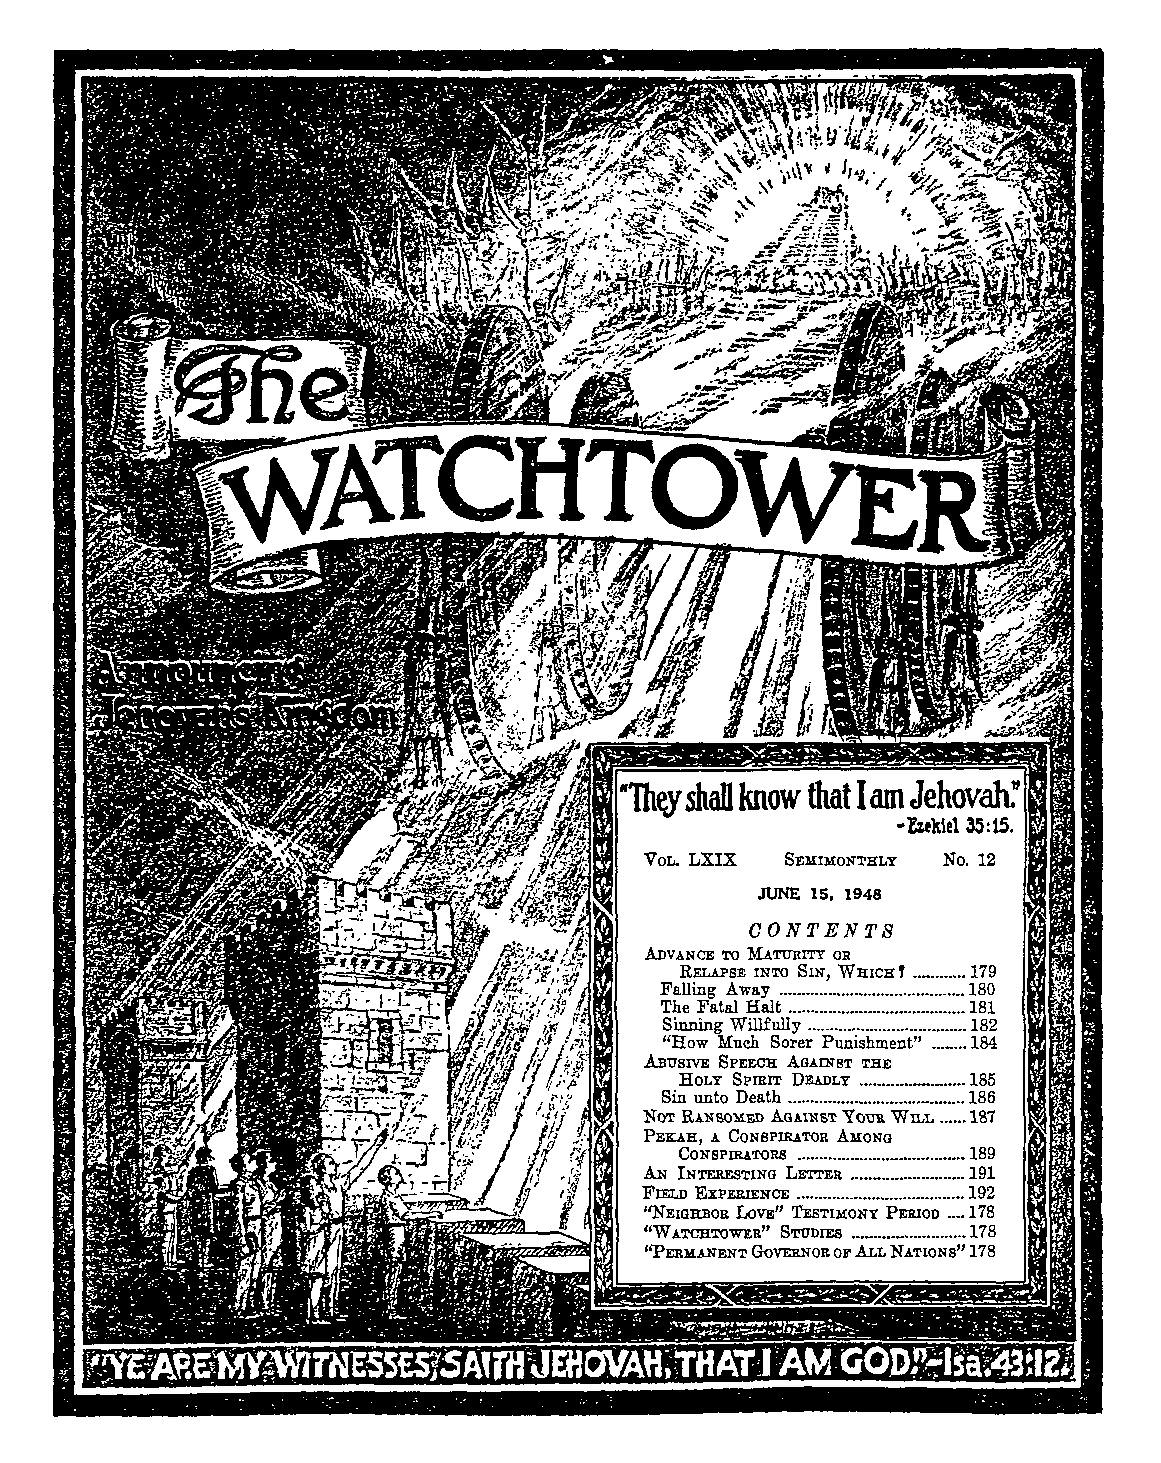 The
WATCHTOWER
Announcing
Jehovah's Kingdom
"They shall know that I am Jehovah."
-Ezekiel 35:15.
VOL. LXIX SEMIMONTHLY NO. 12
JUNE 15, 1948
CONTENTS
ADVANCE TO MATURITY OR
RELAPSE INTO SIN, WHICH? ........... 179
Falling Away ..................................... 180
The Fatal Halt ................................... 181
Sinning Willfully ................................ 182
"How Much Sorer Punishment" ........ 184
ABUSIVE SPEECH AGAINST THE
HOLY SPIRIT DEADLY ...................... 185
Sin unto Death ................................... 186
NOT RANSOMED AGAINST YOUR WILL ...... 187
PEKAH, A CONSPIRATOR AMONG
CONSPIRATORS .................................. 189
AN INTERESTING LETTER ....................... 191
FIELD EXPERIENCE .................................. 192
"NEIGHBOR LOVE" TESTIMONY PERIOD .... 178
"WATCHTOWER" STUDIES ....................... 178
"PERMANENT GOVERNOR OF ALL NATIONS" 178
"YE ARE MY WITNESSES, SAITH JEHOVAH, THAT I AM GOD."-Isa. 43:12.